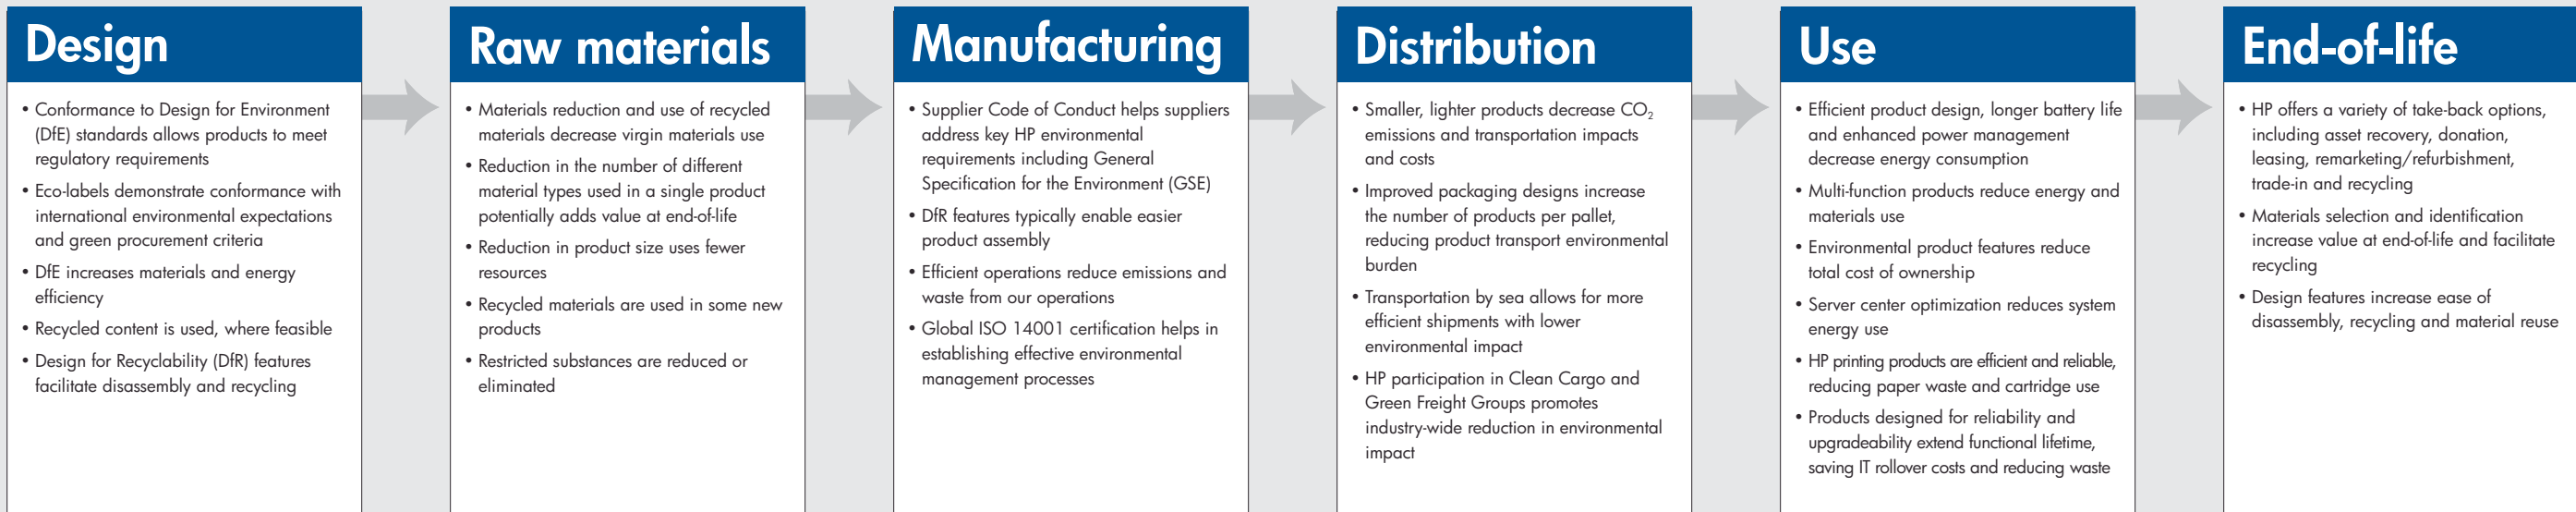 Design
• Conformance to Design for Environment
(DfE) standards allows products to meet
regulatory requirements
• Eco-labels demonstrate conformance with
international environmental expectations
and green procurement criteria
• DfE increases materials and energy
efficiency
• Recycled content is used, where feasible
• Design for Recyclability (DfR) features
facilitate disassembly and recycling
Raw materials
• Materials reduction and use of recycled
materials decrease virgin materials use
• Reduction in the number of different
material types used in a single product
potentially adds value at end-of-life
• Reduction in product size uses fewer
resources
• Recycled materials are used in some new
products
• Restricted substances are reduced or
eliminated
Manufacturing
• Supplier Code of Conduct helps suppliers
address key HP environmental
requirements including General
Specification for the Environment (GSE)
• DfR features typically enable easier
product assembly
• Efficient operations reduce emissions and
waste from our operations
• Global ISO 14001 certification helps in
establishing effective environmental
management processes
Distribution
• Smaller, lighter products decrease CO₂
emissions and transportation impacts
and costs
• Improved packaging designs increase
the number of products per pallet,
reducing product transport environmental
burden
• Transportation by sea allows for more
efficient shipments with lower
environmental impact
• HP participation in Clean Cargo and
Green Freight Groups promotes
industry-wide reduction in environmental
impact
Use
• Efficient product design, longer battery life
and enhanced power management
decrease energy consumption
• Multi-function products reduce energy and
materials use
• Environmental product features reduce
total cost of ownership
• Server center optimization reduces system
energy use
• HP printing products are efficient and reliable,
reducing paper waste and cartridge use
• Products designed for reliability and
upgradeability extend functional lifetime,
saving IT rollover costs and reducing waste
End-of-life
• HP offers a variety of take-back options,
including asset recovery, donation,
leasing, remarketing/refurbishment,
trade-in and recycling
• Materials selection and identification
increase value at end-of-life and facilitate
recycling
• Design features increase ease of
disassembly, recycling and material reuse